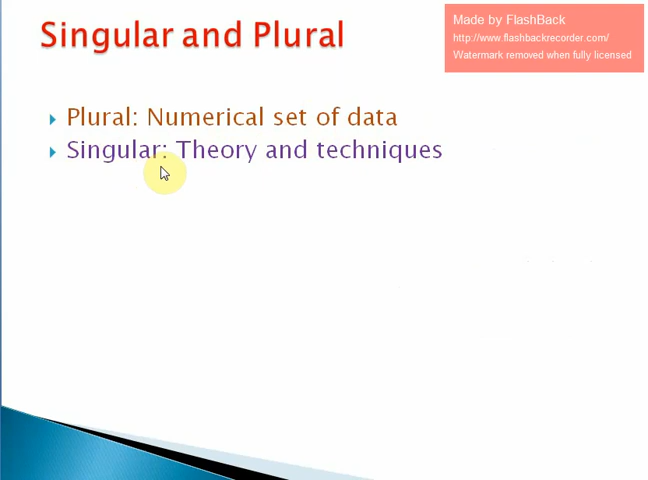 Singular and Plural
Made by FlashBack
http://www.flashbackrecorder.com/
Watermark removed when fully licensed
Plural: Numerical set of data
Singular: Theory and techniques